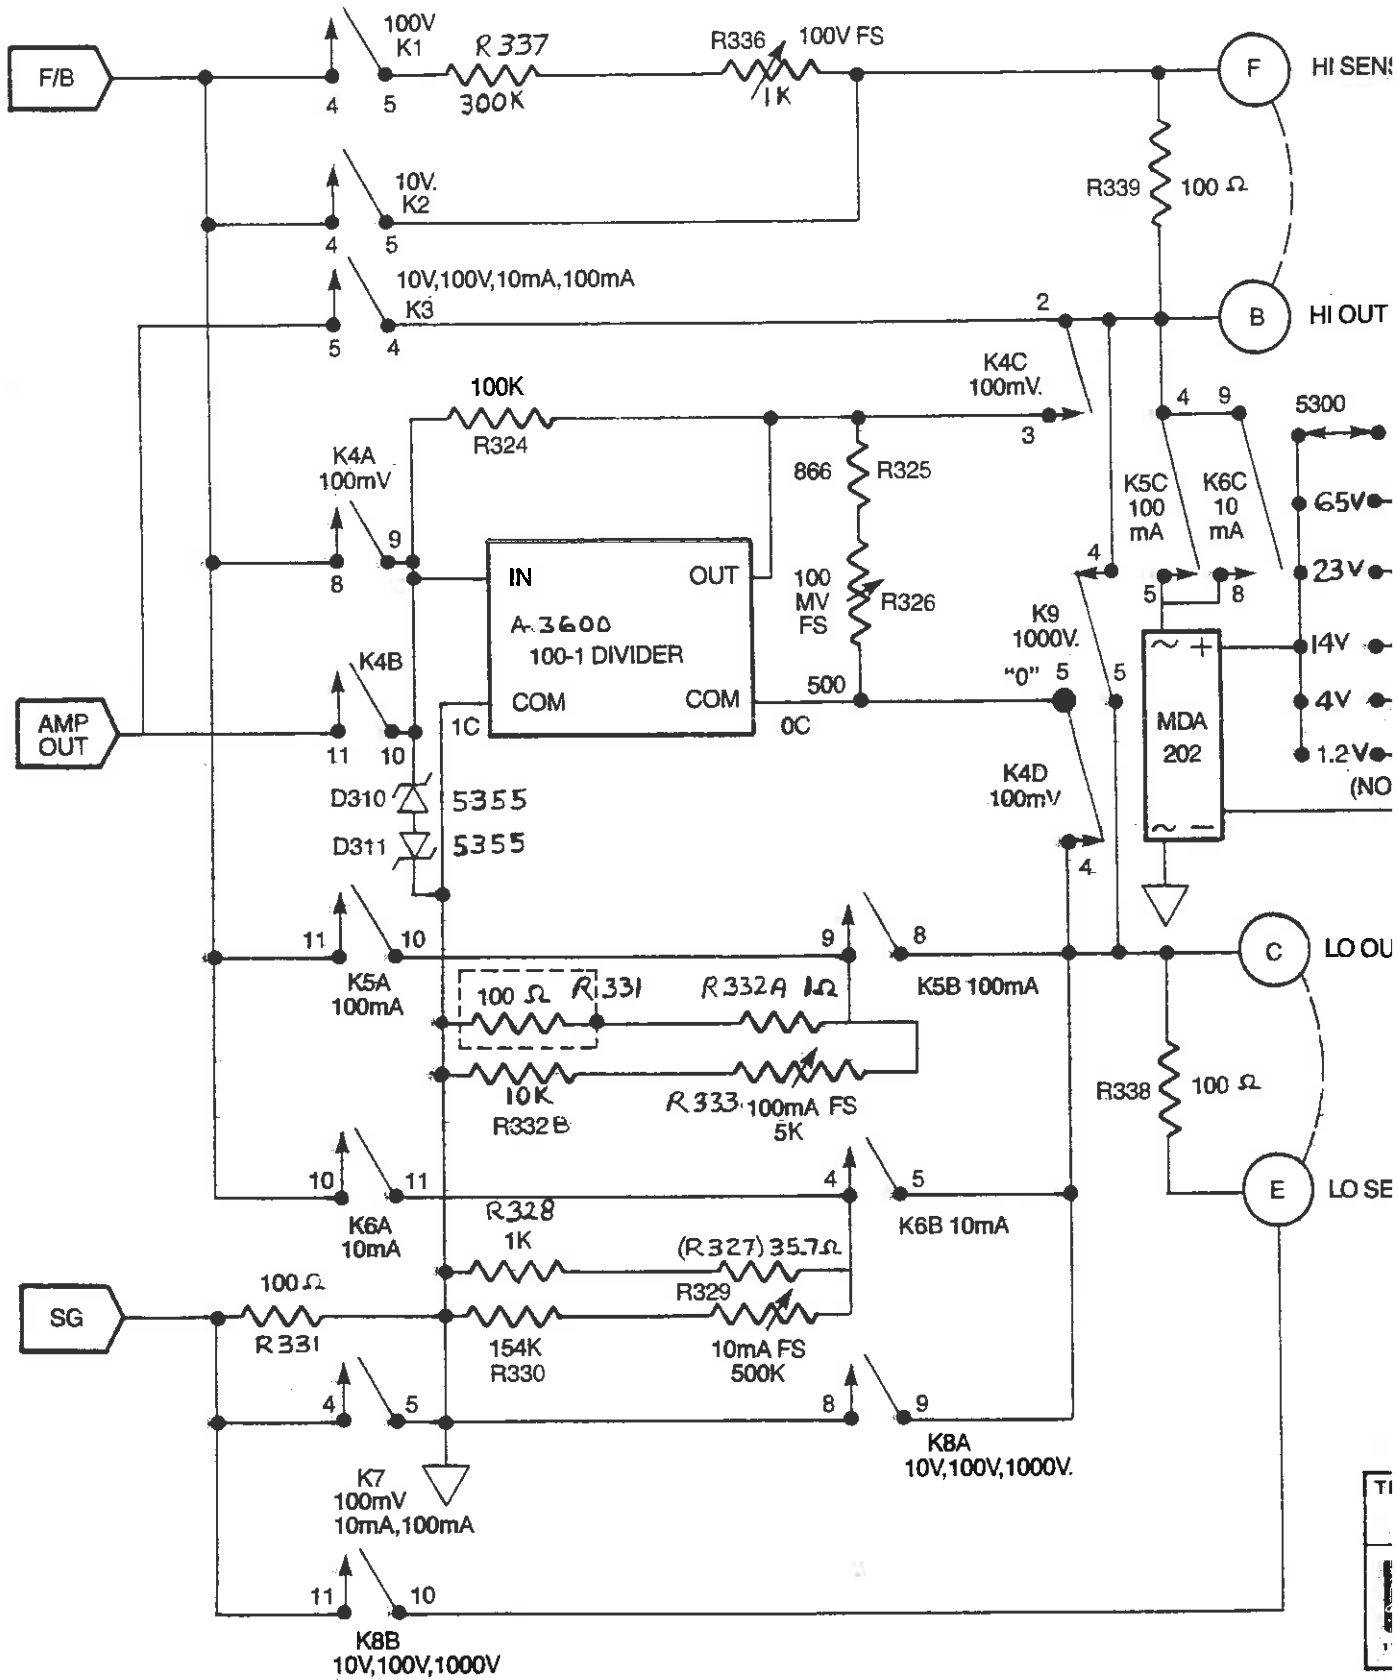 100V
K1
R337
R336
100V FS
F/B
F
HI SENS
4
5
300K
1K
10V.
K2
R339
100 Ω
4
5
10V,100V,10mA,100mA
K3
5
4
2
B
HI OUT
K4C
100mV.
3
100K
R324
4
9
5300
K4A
100mV
866
R325
K5C
100
mA
K6C
10
mA
65V
8
9
IN
OUT
A-3600
100-1 DIVIDER
COM
COM
100
MV
FS
R326
4
5
8
23V
K9
1000V.
"0"
5
5
14V
K4B
1C
0C
500
AMP
OUT
11
10
MDA
202
~ +
~ −
4V
1.2V
(NO
D310
5355
D311
5355
K4D
100mV
4
11
10
9
8
C
LO OU
K5A
100mA
K5B 100mA
100 Ω
R331
R332A
1Ω
10K
R332B
R333
100mA FS
5K
R338
100 Ω
10
11
4
5
E
LO SE
K6A
10mA
K6B 10mA
R328
1K
(R327) 35.7Ω
SG
100Ω
R331
R329
154K
R330
10mA FS
500K
4
5
8
9
K8A
10V,100V,1000V.
K7
100mV
10mA,100mA
11
10
K8B
10V,100V,1000V